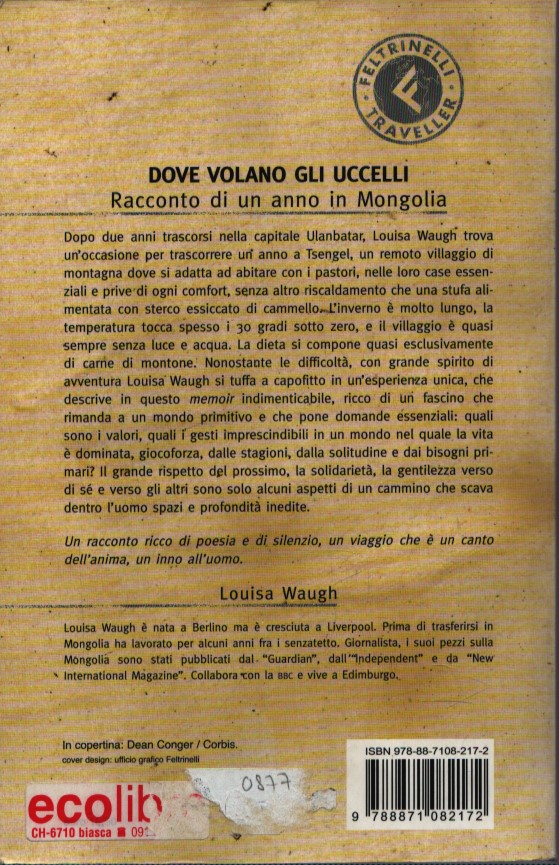 FELTRINELLI
TRAVELLER
DOVE VOLANO GLI UCCELLI
Racconto di un anno in Mongolia
Dopo due anni trascorsi nella capitale Ulanbatar, Louisa Waugh trova
un'occasione per trascorrere un anno a Tsengel, un remoto villaggio di
montagna dove si adatta ad abitare con i pastori, nelle loro case essen-
ziali e prive di ogni comfort, senza altro riscaldamento che una stufa ali-
mentata con sterco essiccato di cammello. L'inverno è molto lungo, la
temperatura tocca spesso i 30 gradi sotto zero, e il villaggio è quasi
sempre senza luce e acqua. La dieta si compone quasi esclusivamente
di carne di montone. Nonostante le difficoltà, con grande spirito di
avventura Louisa Waugh si tuffa a capofitto in un'esperienza unica, che
descrive in questo memoir indimenticabile, ricco di un fascino che
rimanda a un mondo primitivo e che pone domande essenziali: quali
sono i valori, quali i gesti imprescindibili in un mondo nel quale la vita
è dominata, giocoforza, dalle stagioni, dalla solitudine e dai bisogni pri-
mari? Il grande rispetto del prossimo, la solidarietà, la gentilezza verso
di sé e verso gli altri sono solo alcuni aspetti di un cammino che scava
dentro l'uomo spazi e profondità inedite.
Un racconto ricco di poesia e di silenzio, un viaggio che è un canto
dell'anima, un inno all'uomo.
Louisa Waugh
Louisa Waugh è nata a Berlino ma è cresciuta a Liverpool. Prima di trasferirsi in
Mongolia ha lavorato per alcuni anni fra i senzatetto. Giornalista, i suoi pezzi sulla
Mongolia sono stati pubblicati dal "Guardian", dall'"Independent" e da "New
International Magazine". Collabora con la BBC e vive a Edimburgo.
In copertina: Dean Conger / Corbis.
cover design: ufficio grafico Feltrinelli
ISBN 978-88-7108-217-2
9 788871 082172
0877
ecolib
CH-6710 biasca 091